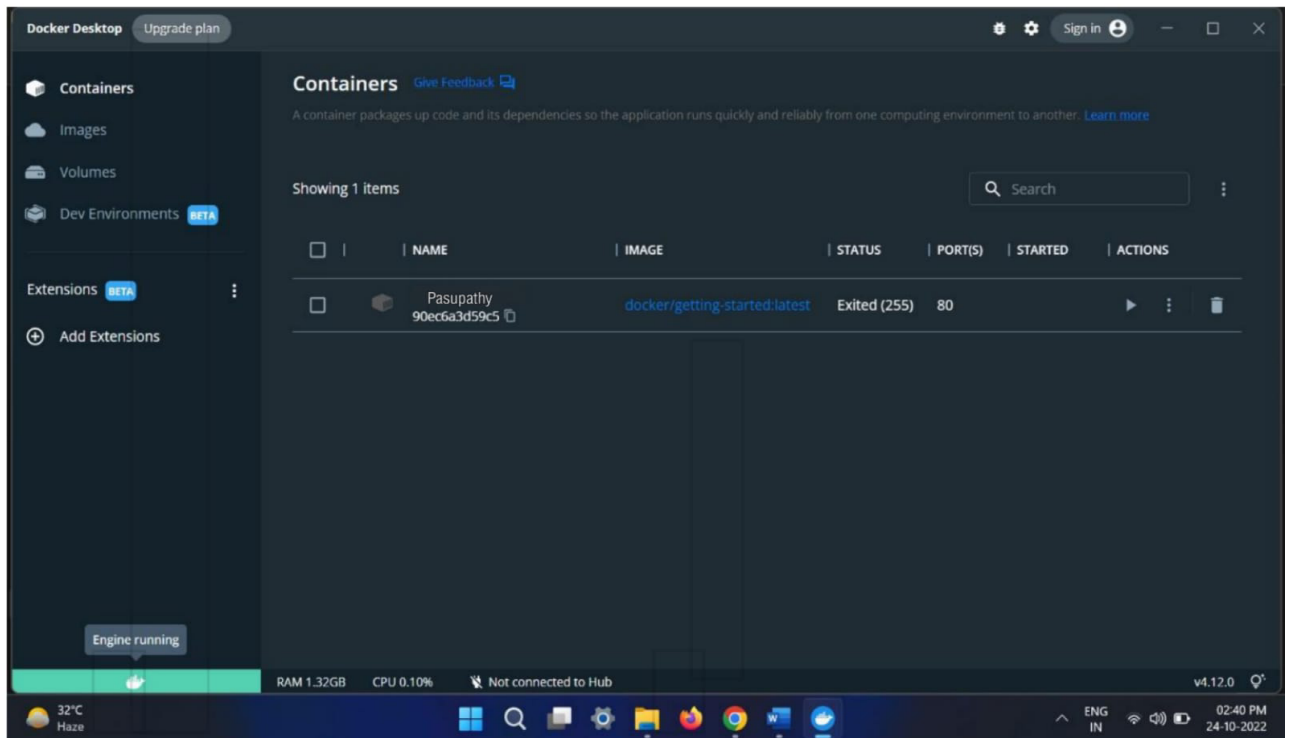 Docker Desktop Upgrade plan Sign in
Containers
Images
Volumes
Dev Environments BETA
Extensions BETA
Add Extensions
Containers Give Feedback
A container packages up code and its dependencies so the application runs quickly and reliably from one computing environment to another. Learn more
Showing 1 items Search
NAME IMAGE STATUS PORT(S) STARTED ACTIONS
Pasupathy docker/getting-started:latest Exited (255) 80
90ec6a3d59c5
Engine running
RAM 1.32GB CPU 0.10% Not connected to Hub v4.12.0
32°C ENG 02:40 PM
Haze IN 24-10-2022